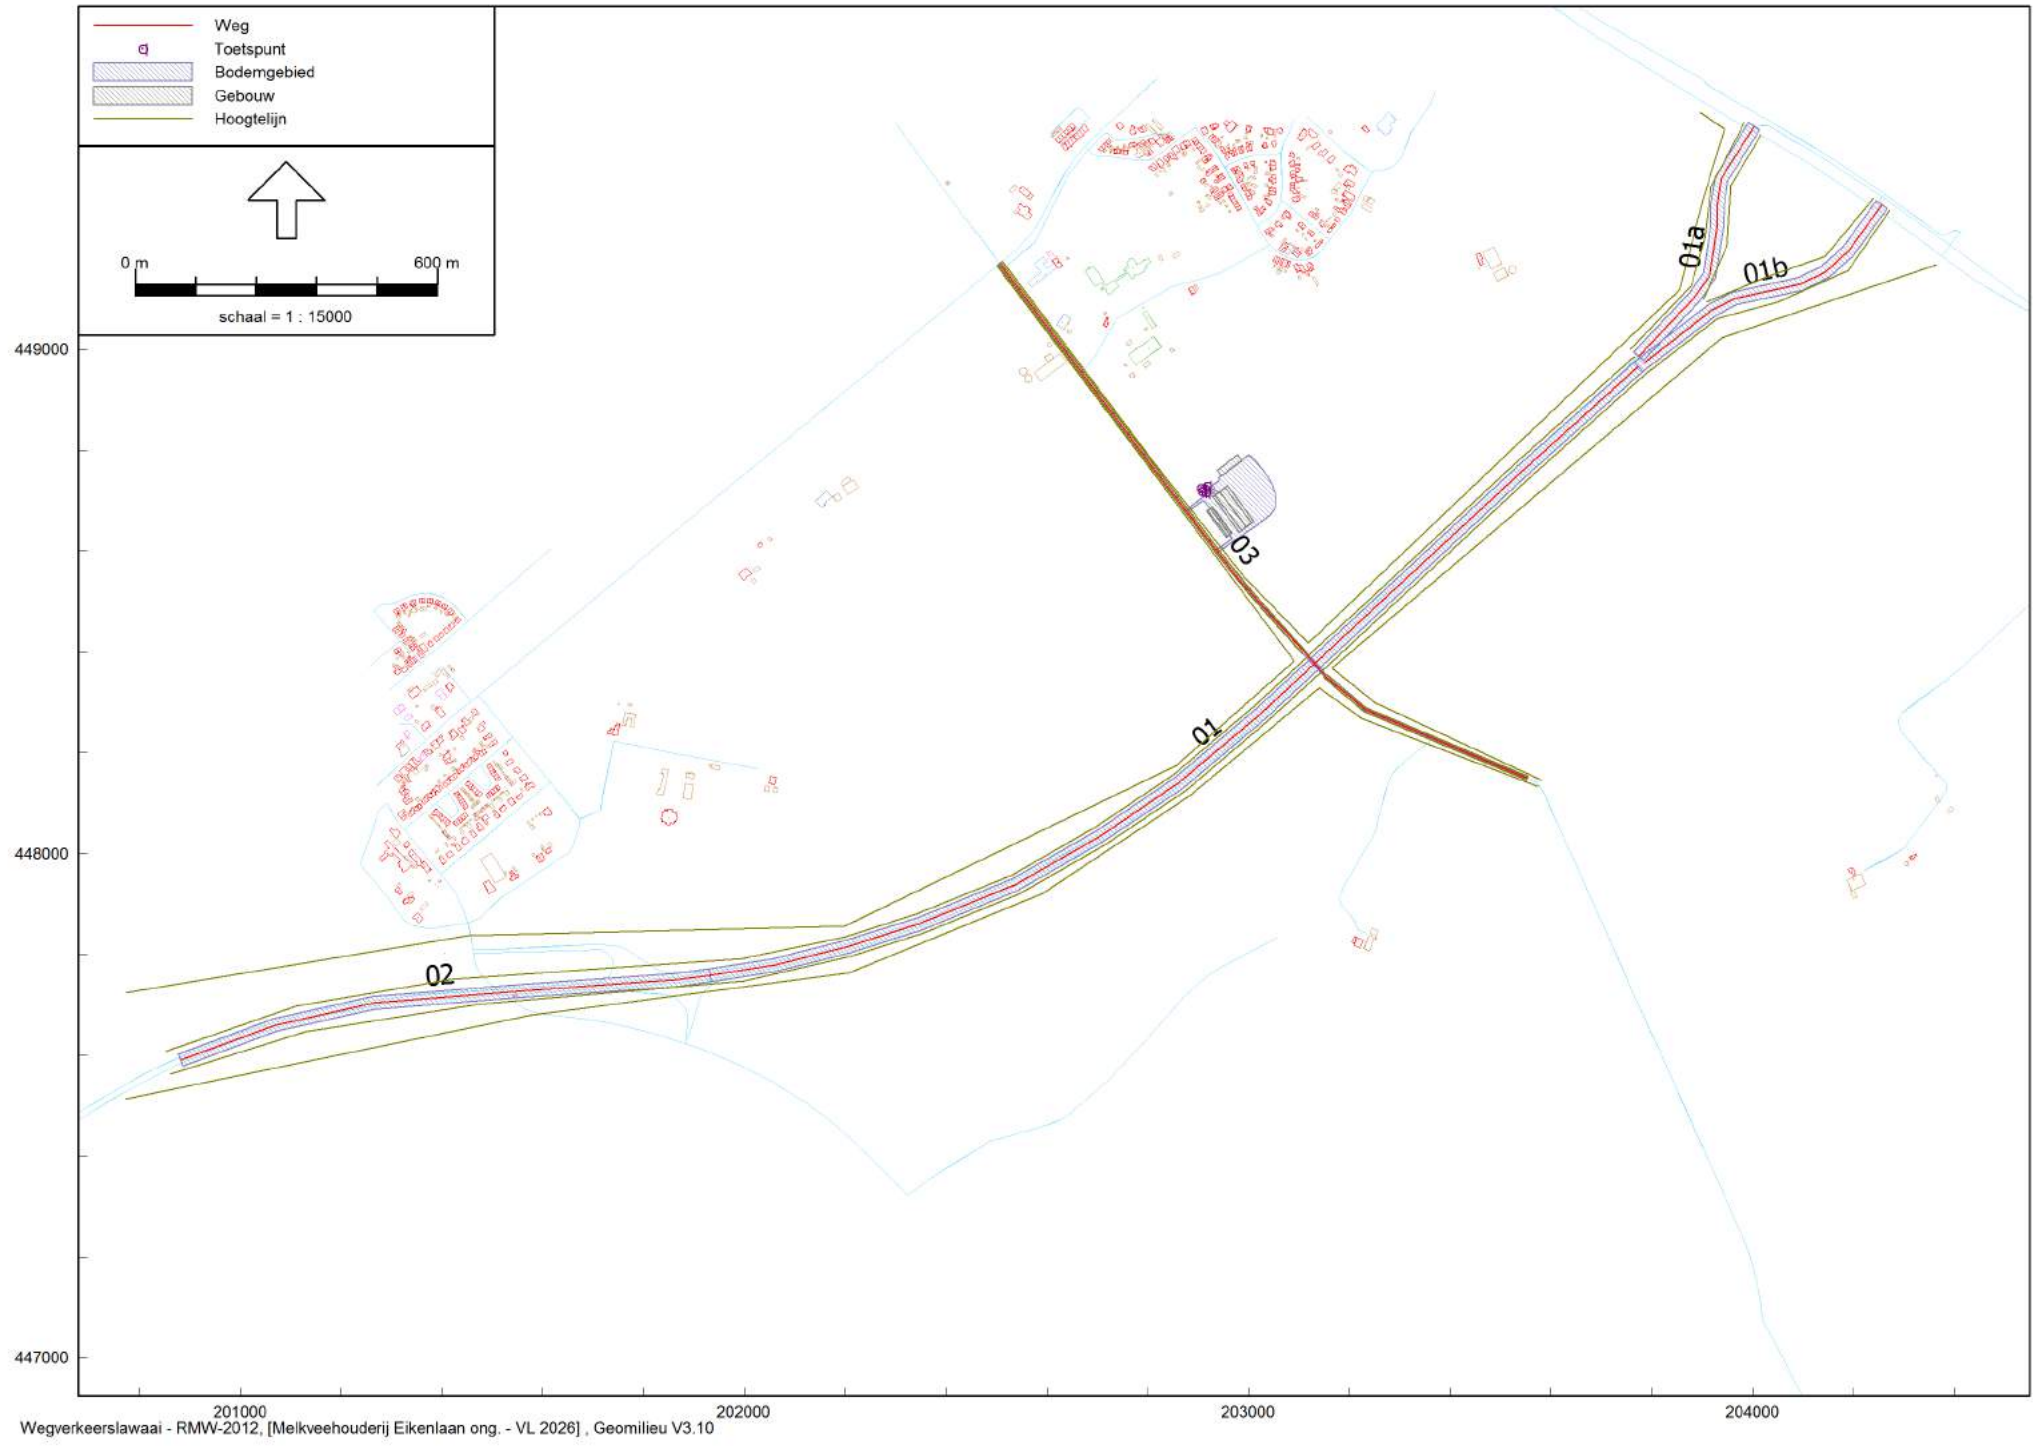 Weg
Toetspunt
Bodemgebied
Gebouw
Hoogtelijn
0 m 600 m
schaal = 1 : 15000
01a
01b
449000
03
01
448000
02
447000
201000 202000 203000 204000
Wegverkeerslawaai - RMW-2012, [Melkveehouderij Eikenlaan ong. - VL 2026] , Geomilieu V3.10